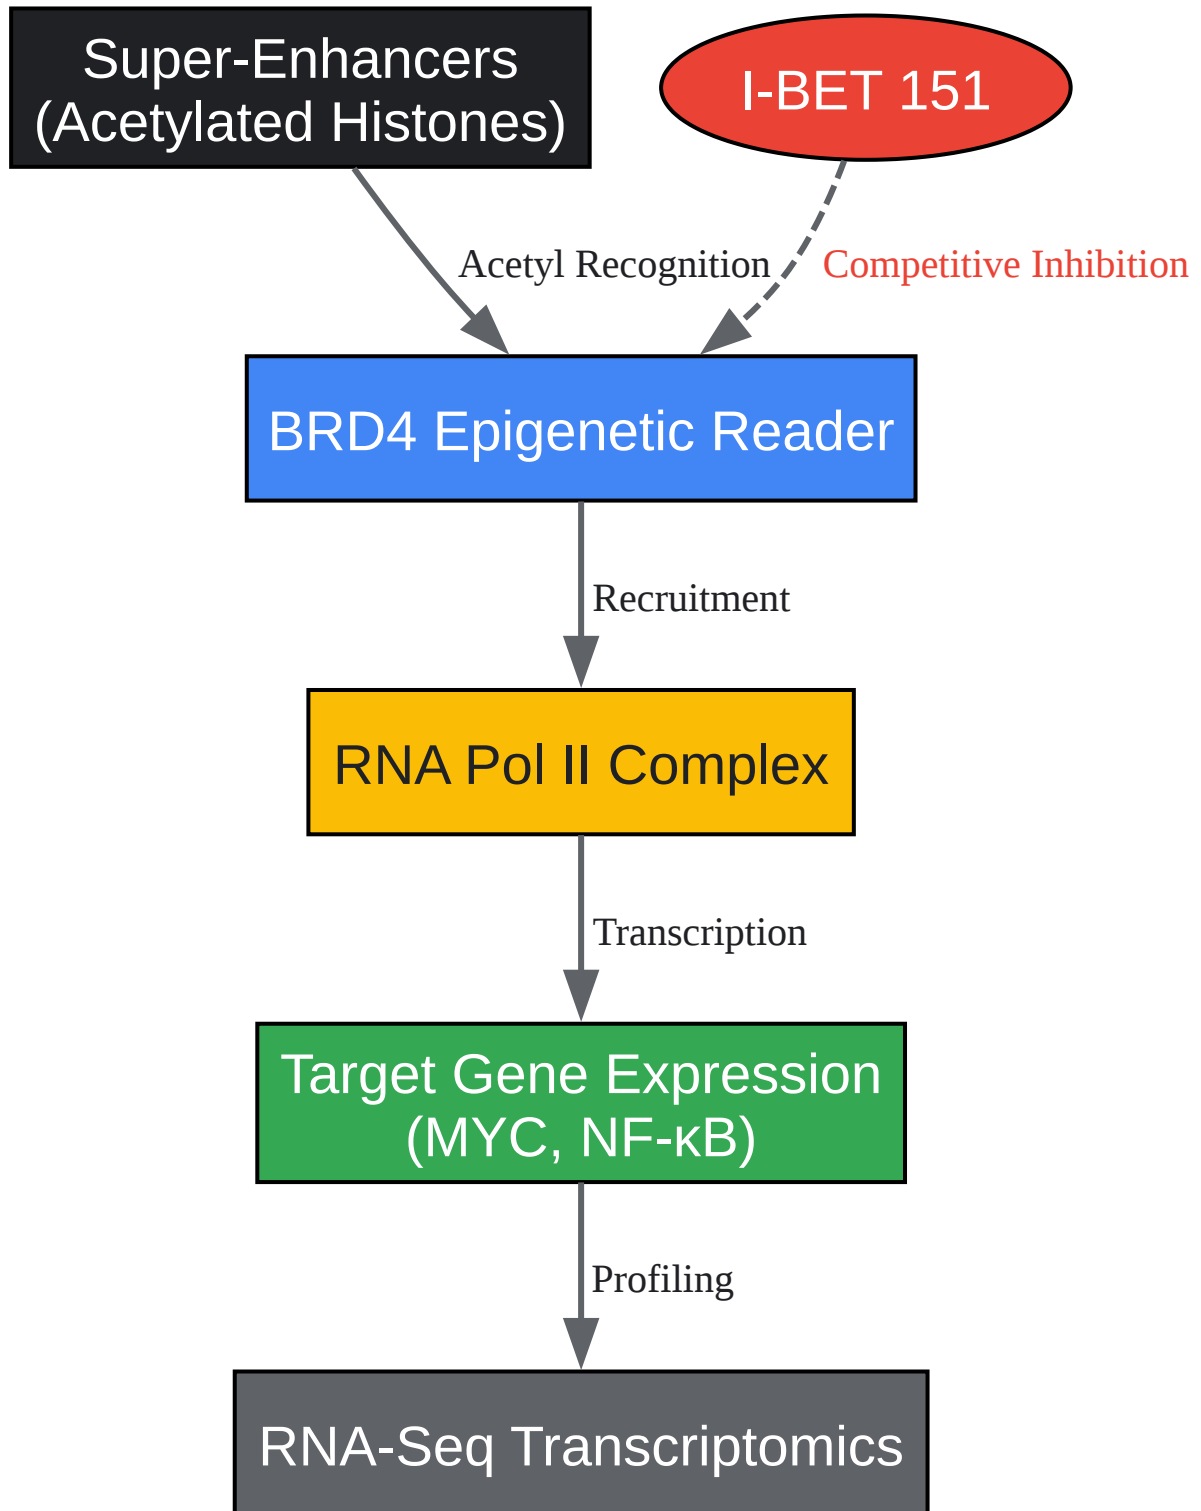 Super-Enhancers
(Acetylated Histones)
I-BET 151
Acetyl Recognition
Competitive Inhibition
BRD4 Epigenetic Reader
Recruitment
RNA Pol II Complex
Transcription
Target Gene Expression
(MYC, NF-κB)
Profiling
RNA-Seq Transcriptomics